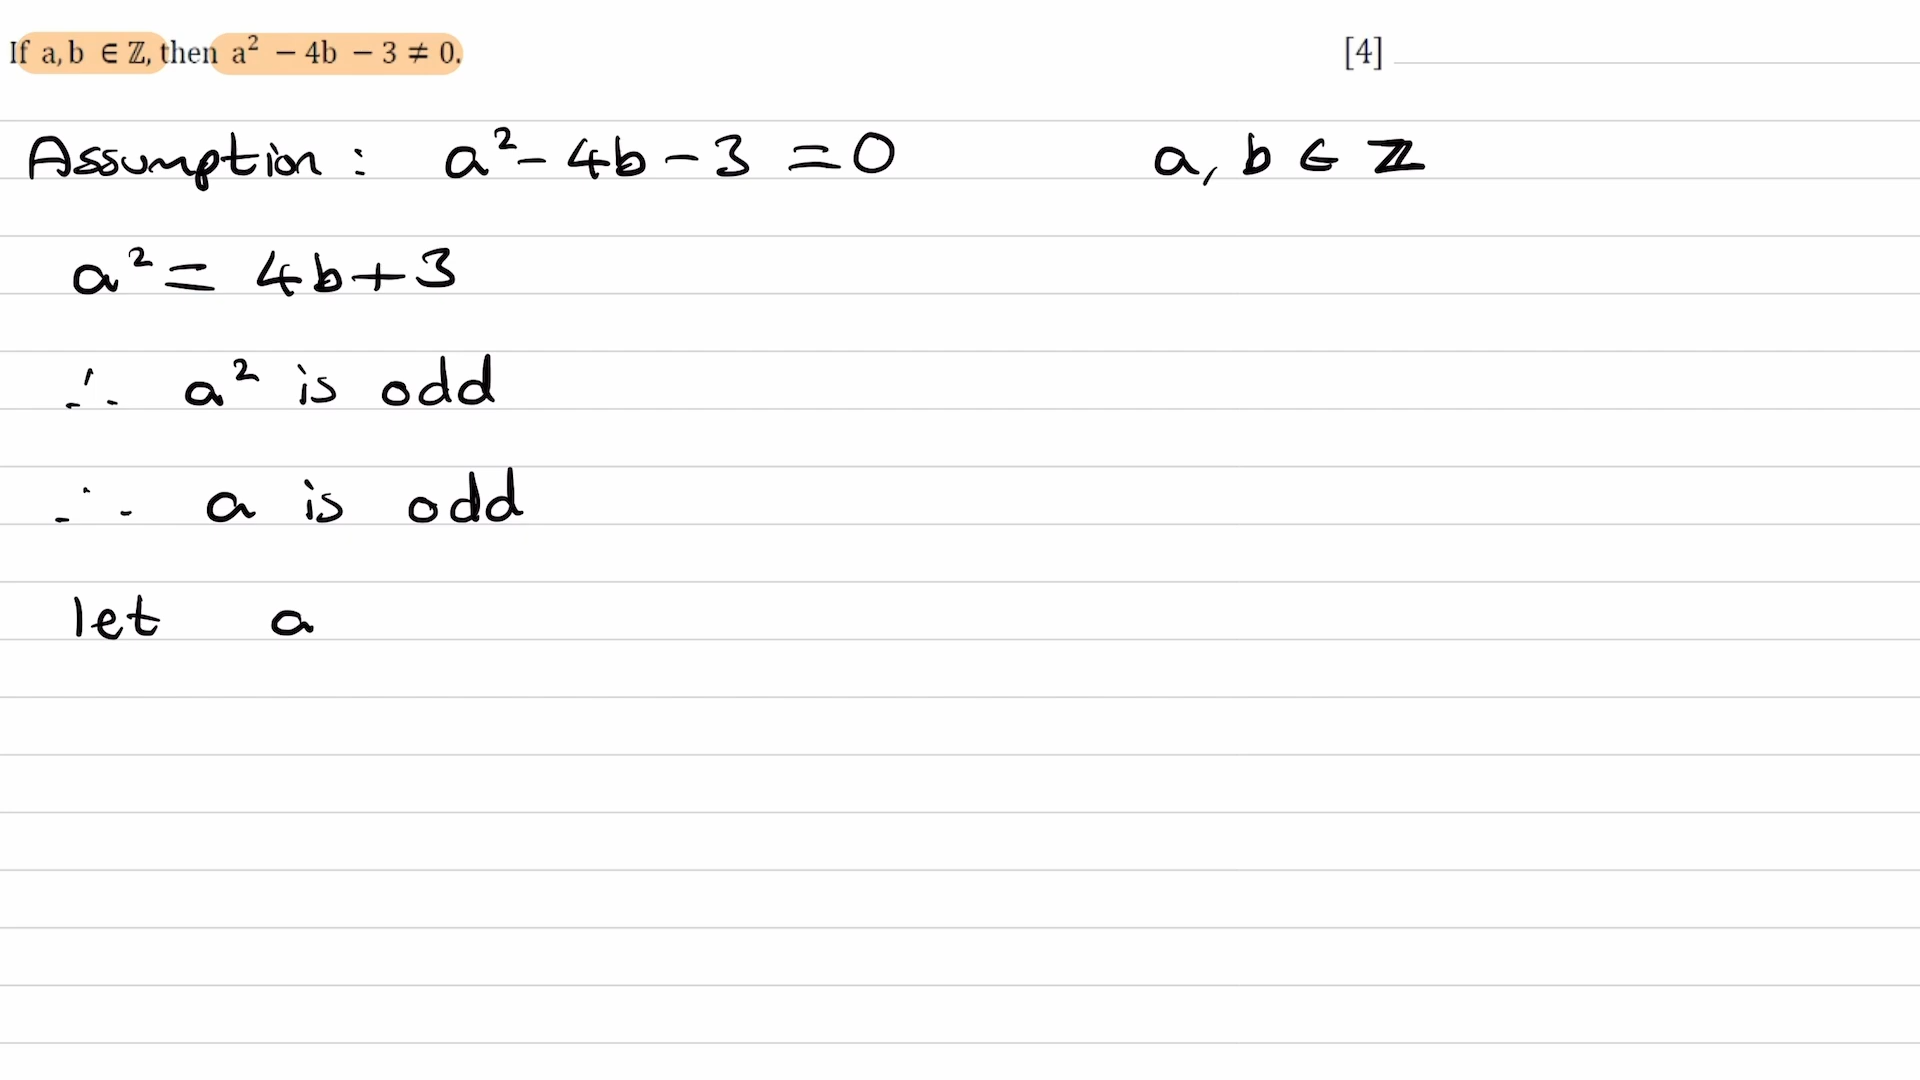 If a, b ∈ ℤ, then a² − 4b − 3 ≠ 0. [4]
Assumption : a² - 4b - 3 = 0 a, b ∈ ℤ
a² = 4b + 3
∴ a² is odd
∴ a is odd
let a